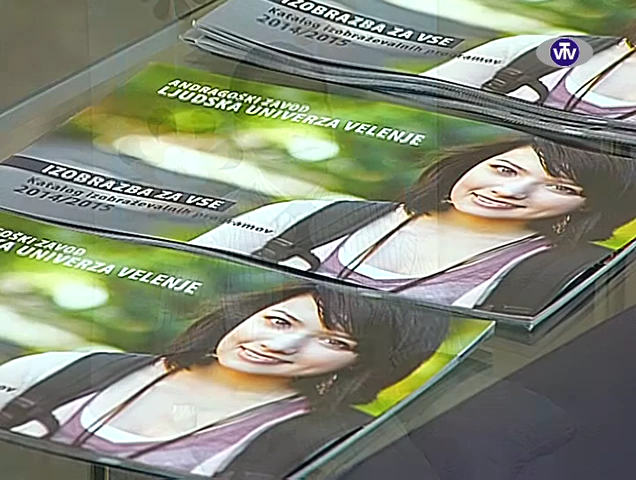 IZOBRAZBA ZA VSE
Katalog izobraževalnih programov
2014/2015
VTV
ANDRAGOŠKI ZAVOD
LJUDSKA UNIVERZA VELENJE
IZOBRAZBA ZA VSE
Katalog izobraževalnih programov
2014/2015
ZAVOD
UNIVERZA VELENJE